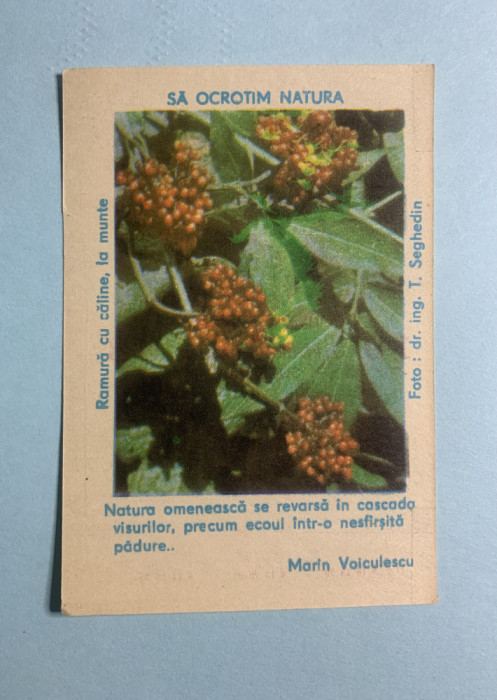 SĂ OCROTIM NATURA
Ramură cu căline, la munte
Foto : dr. ing. T. Seghedin
Natura omenească se revarsă în cascada
visurilor, precum ecoul într-o nesfîrșită
pădure..
Marin Voiculescu